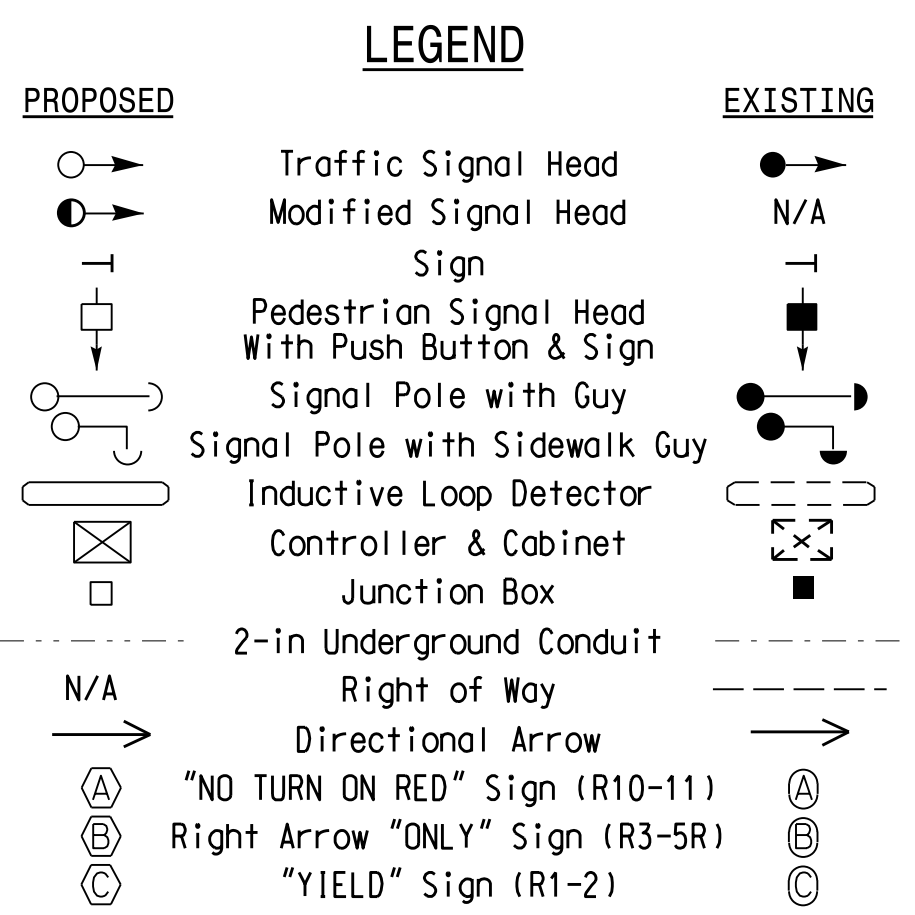 LEGEND
PROPOSED EXISTING
Traffic Signal Head
Modified Signal Head N/A
Sign
Pedestrian Signal Head
With Push Button & Sign
Signal Pole with Guy
Signal Pole with Sidewalk Guy
Inductive Loop Detector
Controller & Cabinet
Junction Box
2-in Underground Conduit
N/A Right of Way
Directional Arrow
A "NO TURN ON RED" Sign (R10-11) A
B Right Arrow "ONLY" Sign (R3-5R) B
C "YIELD" Sign (R1-2) C